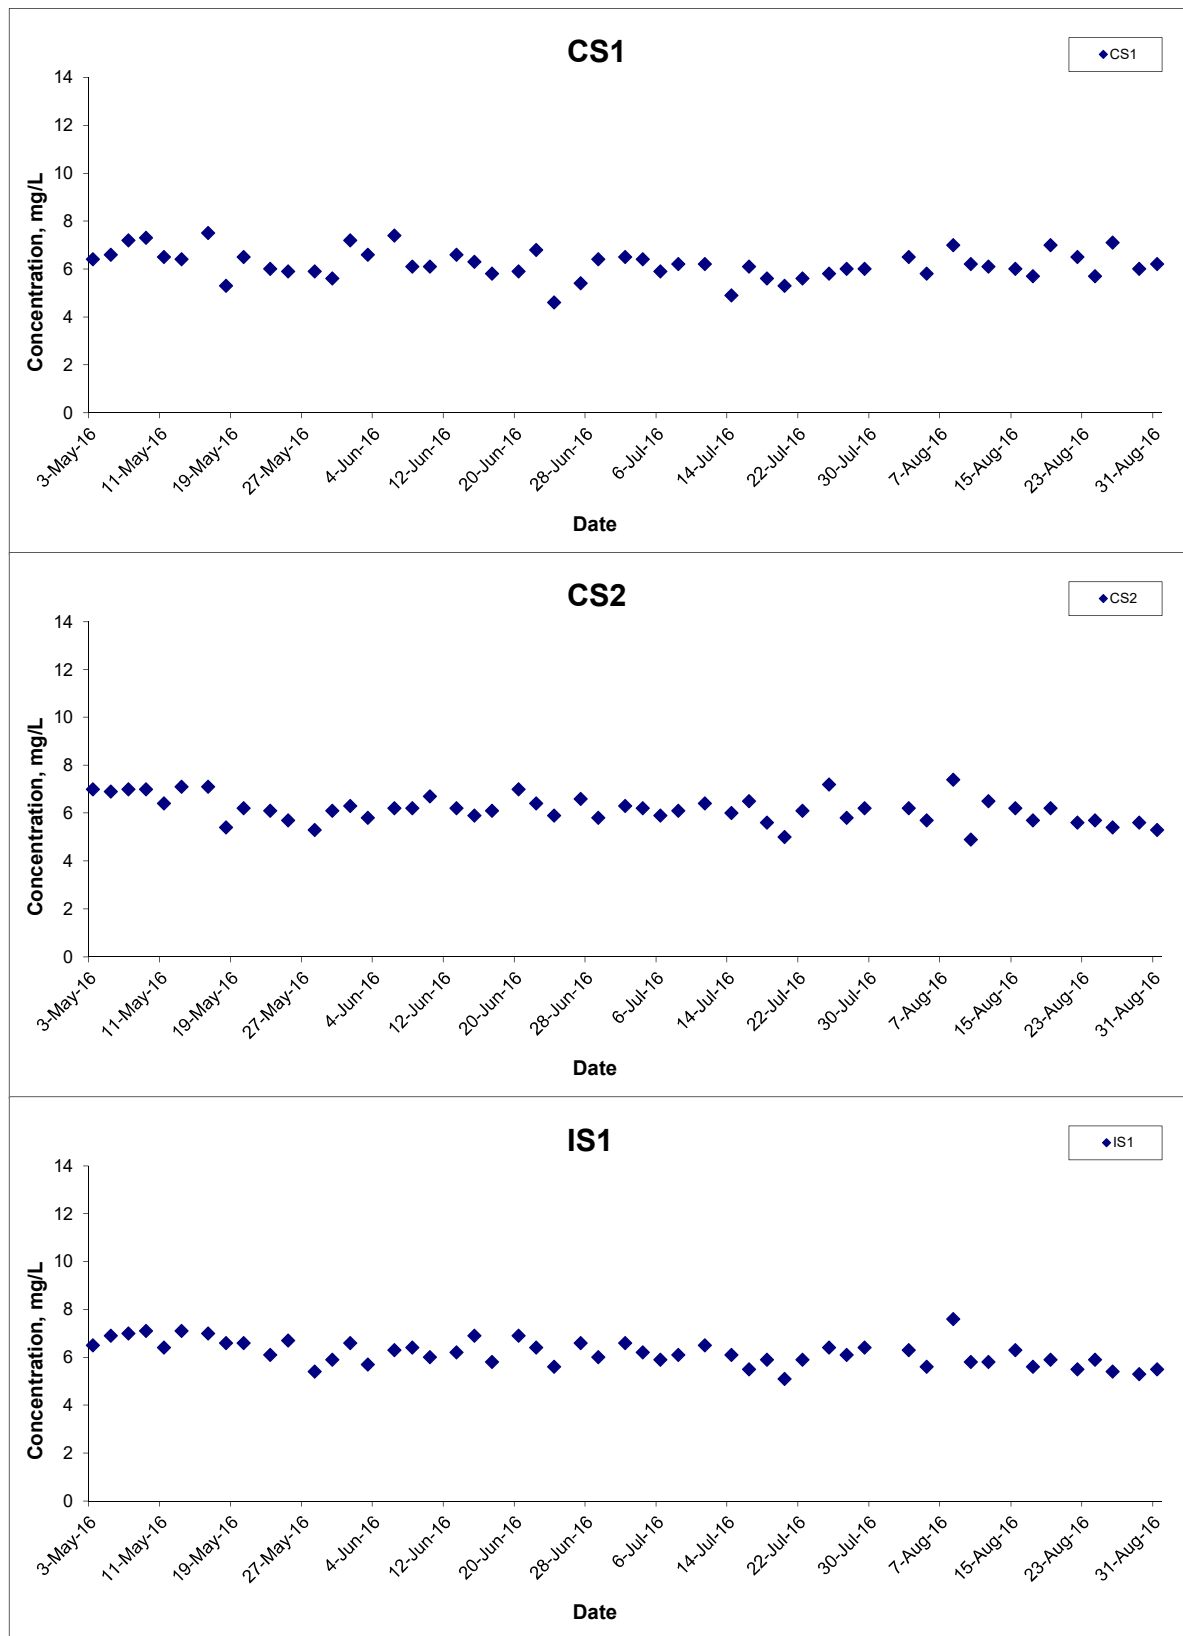 CS1
CS1
14
12
10
8
6
4
2
0
Concentration, mg/L
3-May-16
11-May-16
19-May-16
27-May-16
4-Jun-16
12-Jun-16
20-Jun-16
28-Jun-16
6-Jul-16
14-Jul-16
22-Jul-16
30-Jul-16
7-Aug-16
15-Aug-16
23-Aug-16
31-Aug-16
Date
CS2
CS2
14
12
10
8
6
4
2
0
Concentration, mg/L
3-May-16
11-May-16
19-May-16
27-May-16
4-Jun-16
12-Jun-16
20-Jun-16
28-Jun-16
6-Jul-16
14-Jul-16
22-Jul-16
30-Jul-16
7-Aug-16
15-Aug-16
23-Aug-16
31-Aug-16
Date
IS1
IS1
14
12
10
8
6
4
2
0
Concentration, mg/L
3-May-16
11-May-16
19-May-16
27-May-16
4-Jun-16
12-Jun-16
20-Jun-16
28-Jun-16
6-Jul-16
14-Jul-16
22-Jul-16
30-Jul-16
7-Aug-16
15-Aug-16
23-Aug-16
31-Aug-16
Date